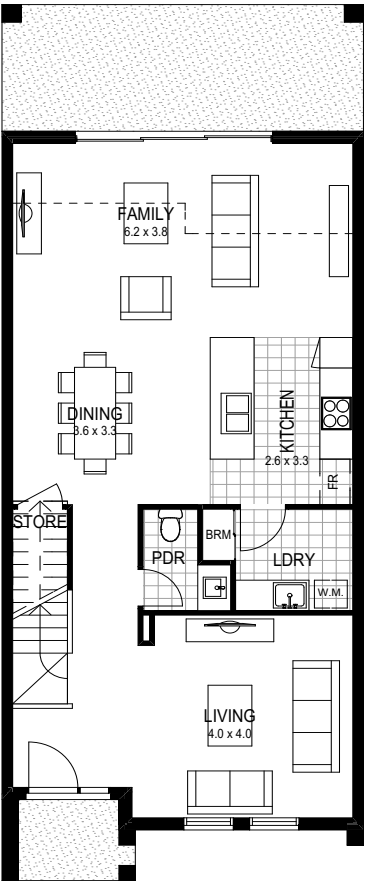 FAMILY
6.2 x 3.8
DINING
3.6 x 3.3
KITCHEN
2.6 x 3.3
FR
STORE
PDR
BRM
LDRY
W.M.
LIVING
4.0 x 4.0